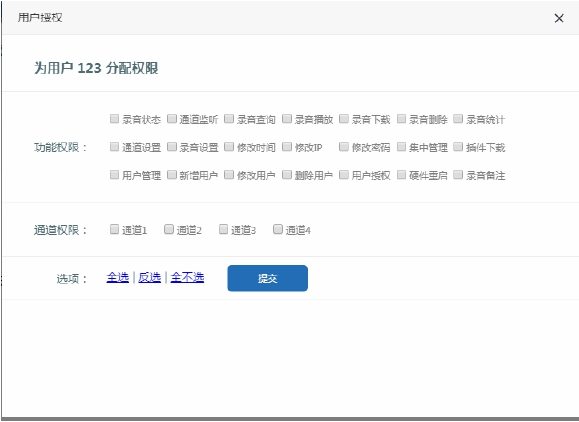 用户授权
为用户 123 分配权限
录音状态 通道监听 录音查询 录音播放 录音下载 录音删除 录音统计
功能权限： 通道设置 录音设置 修改时间 修改IP 修改密码 集中管理 插件下载
用户管理 新增用户 修改用户 删除用户 用户授权 硬件重启 录音备注
通道权限： 通道1 通道2 通道3 通道4
选项： 全选 | 反选 | 全不选 提交